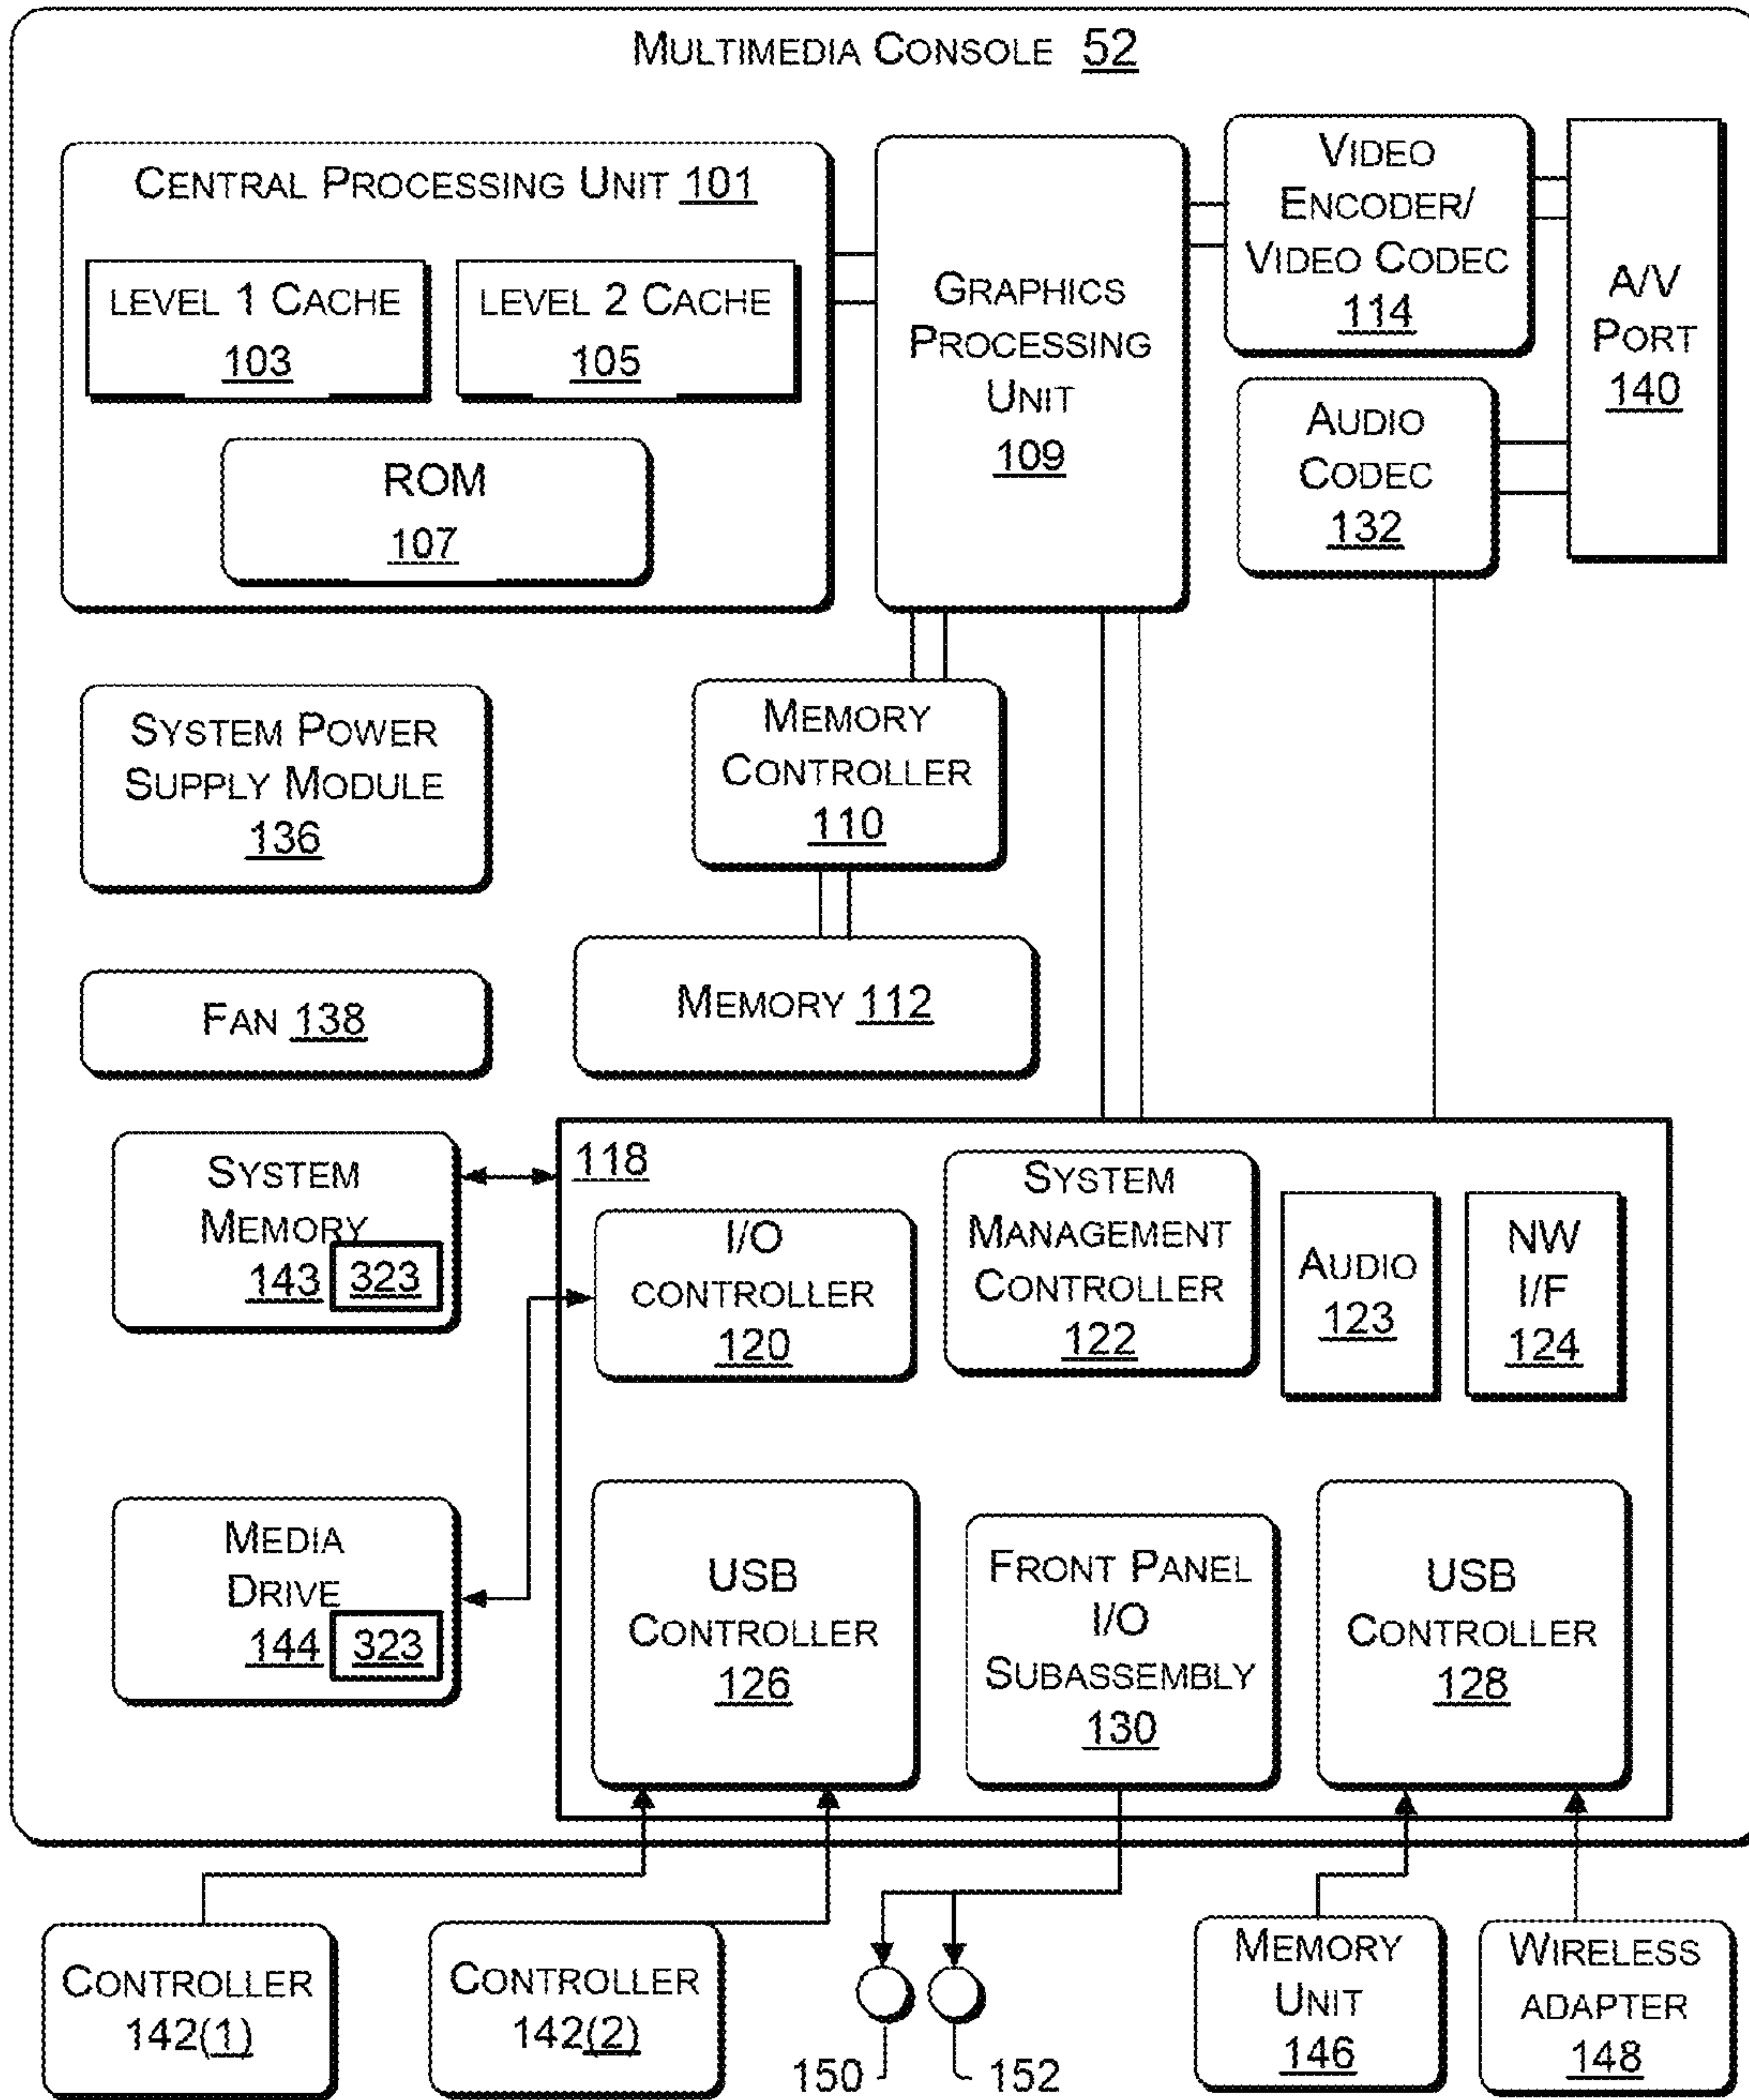 MULTIMEDIA CONSOLE 52
CENTRAL PROCESSING UNIT 101
LEVEL 1 CACHE
103
LEVEL 2 CACHE
105
ROM
107
GRAPHICS
PROCESSING
UNIT
109
VIDEO
ENCODER/
VIDEO CODEC
114
AUDIO
CODEC
132
A/V
PORT
140
SYSTEM POWER
SUPPLY MODULE
136
MEMORY
CONTROLLER
110
FAN 138
MEMORY 112
SYSTEM
MEMORY
143
323
118
I/O
CONTROLLER
120
SYSTEM
MANAGEMENT
CONTROLLER
122
AUDIO
123
NW
I/F
124
MEDIA
DRIVE
144
323
USB
CONTROLLER
126
FRONT PANEL
I/O
SUBASSEMBLY
130
USB
CONTROLLER
128
CONTROLLER
142(1)
CONTROLLER
142(2)
150
152
MEMORY
UNIT
146
WIRELESS
ADAPTER
148